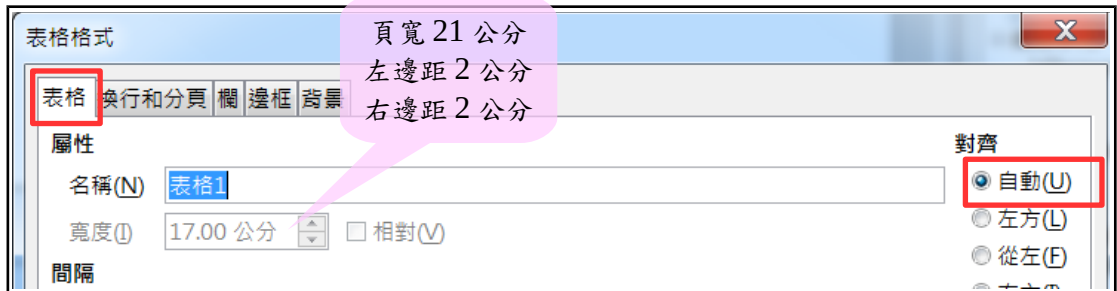 表格格式
頁寬 21 公分
左邊距 2 公分
右邊距 2 公分
表格 換行和分頁 欄 邊框 背景
屬性
對齊
名稱(N) 表格1
自動(U)
寬度(I) 17.00 公分 相對(V)
左方(L)
從左(F)
間隔